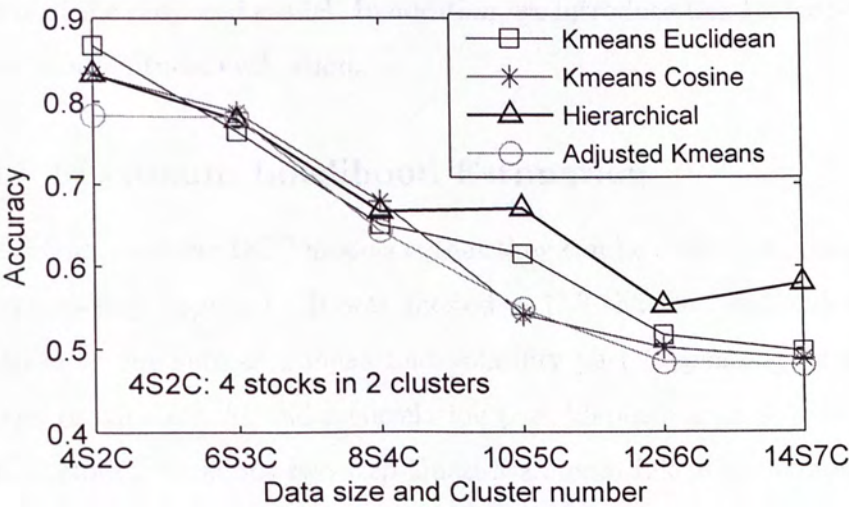 0.9
0.8
0.7
0.6
0.5
0.4
Accuracy
Kmeans Euclidean
Kmeans Cosine
Hierarchical
Adjusted Kmeans
4S2C: 4 stocks in 2 clusters
4S2C 6S3C 8S4C 10S5C 12S6C 14S7C
Data size and Cluster number